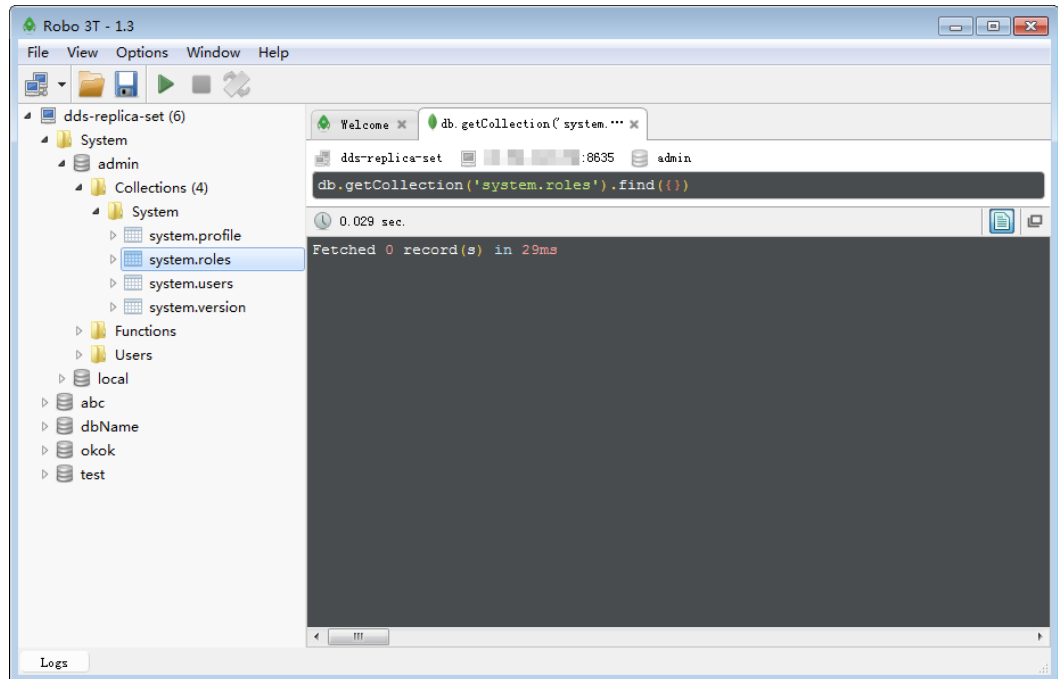 Robo 3T - 1.3
File View Options Window Help
dds-replica-set (6)
System
admin
Collections (4)
System
system.profile
system.roles
system.users
system.version
Functions
Users
local
abc
dbName
okok
test
Welcome
db.getCollection('system.…
dds-replica-set :8635 admin
db.getCollection('system.roles').find({})
0.029 sec.
Fetched 0 record(s) in 29ms
Logs